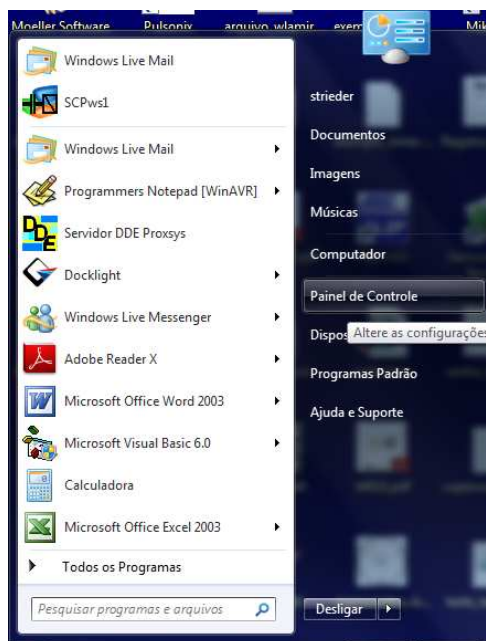 Moeller Software Pulsonix arquivo_wlamir exem Mik
Windows Live Mail
SCPws1
Windows Live Mail
Programmers Notepad [WinAVR]
Servidor DDE Proxsys
Docklight
Windows Live Messenger
Adobe Reader X
Microsoft Office Word 2003
Microsoft Visual Basic 6.0
Calculadora
Microsoft Office Excel 2003
Todos os Programas
Pesquisar programas e arquivos
strieder
Documentos
Imagens
Músicas
Computador
Painel de Controle
Dispos Altere as configurações
Programas Padrão
Ajuda e Suporte
Desligar